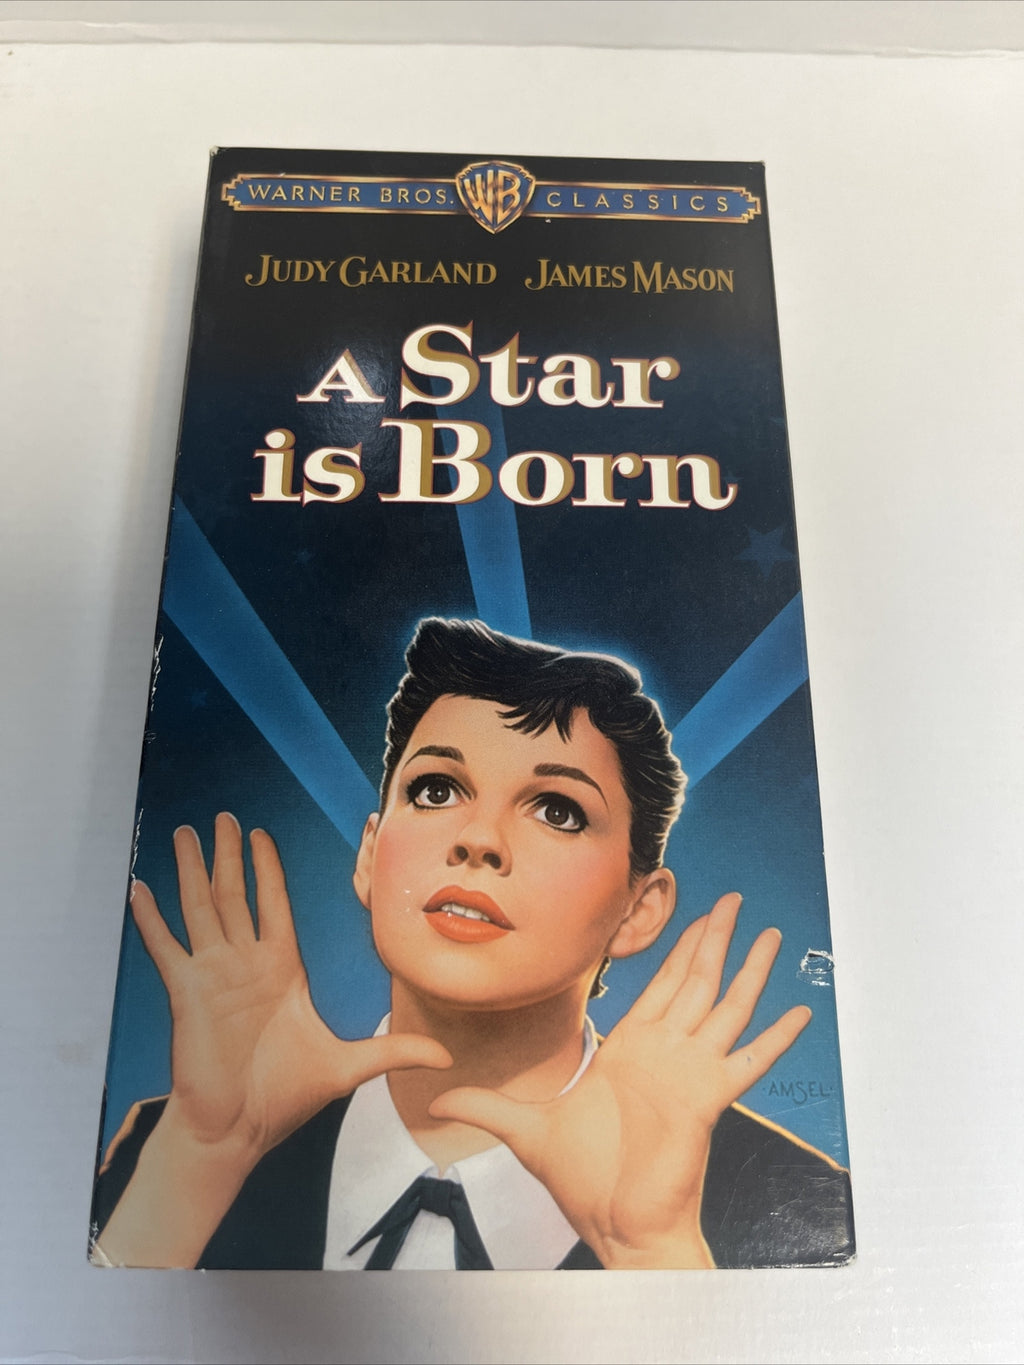 WARNER BROS. WB CLASSICS
JUDY GARLAND JAMES MASON
A Star
is Born
·AMSEL·